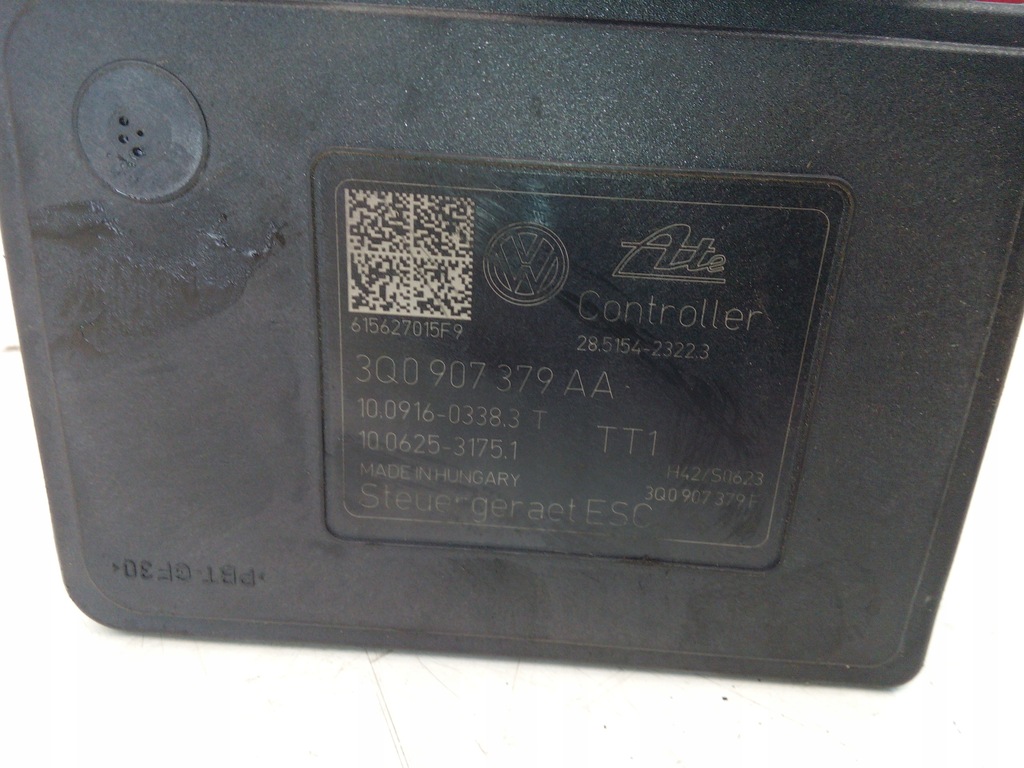 VW
Ate
Controller
615627015F9
28.5154-2322.3
3Q0 907 379 AA
10.0916-0338.3 T
10.0625-3175.1
TT1
MADE IN HUNGARY
H42/S0623
3Q0 907 379 F
Steuergeraet ESC
>PBT-GF30<